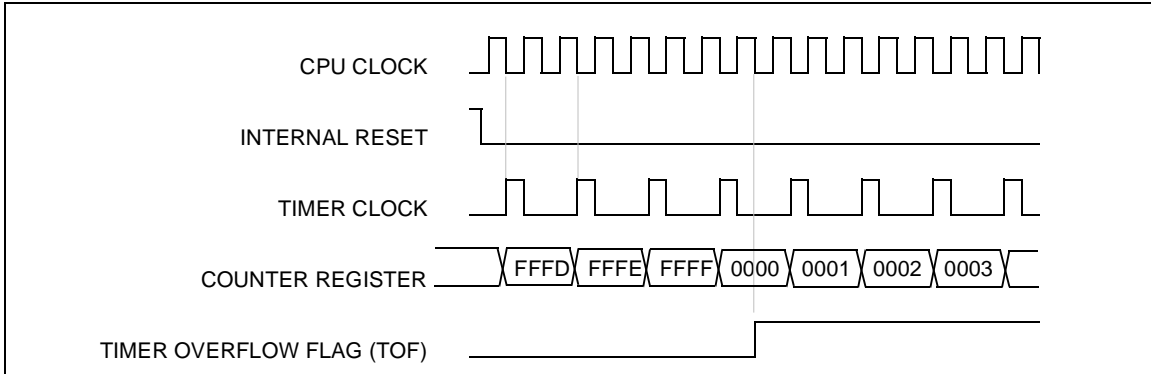 CPU CLOCK
INTERNAL RESET
TIMER CLOCK
COUNTER REGISTER FFFD FFFE FFFF 0000 0001 0002 0003
TIMER OVERFLOW FLAG (TOF)